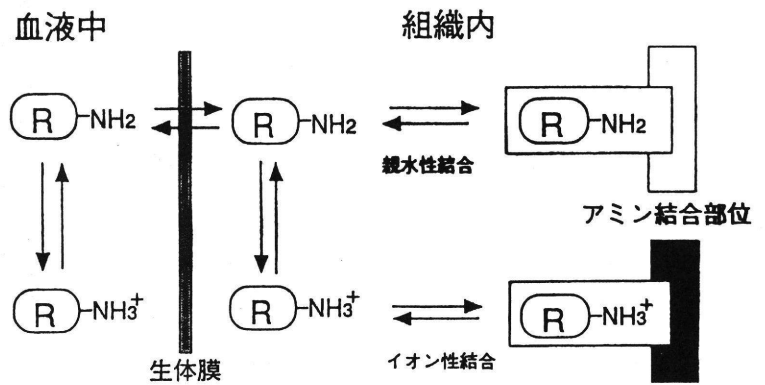 血液中
組織内
R-NH2
R-NH2
R-NH2
親水性結合
アミン結合部位
R-NH3+
R-NH3+
R-NH3+
イオン性結合
生体膜